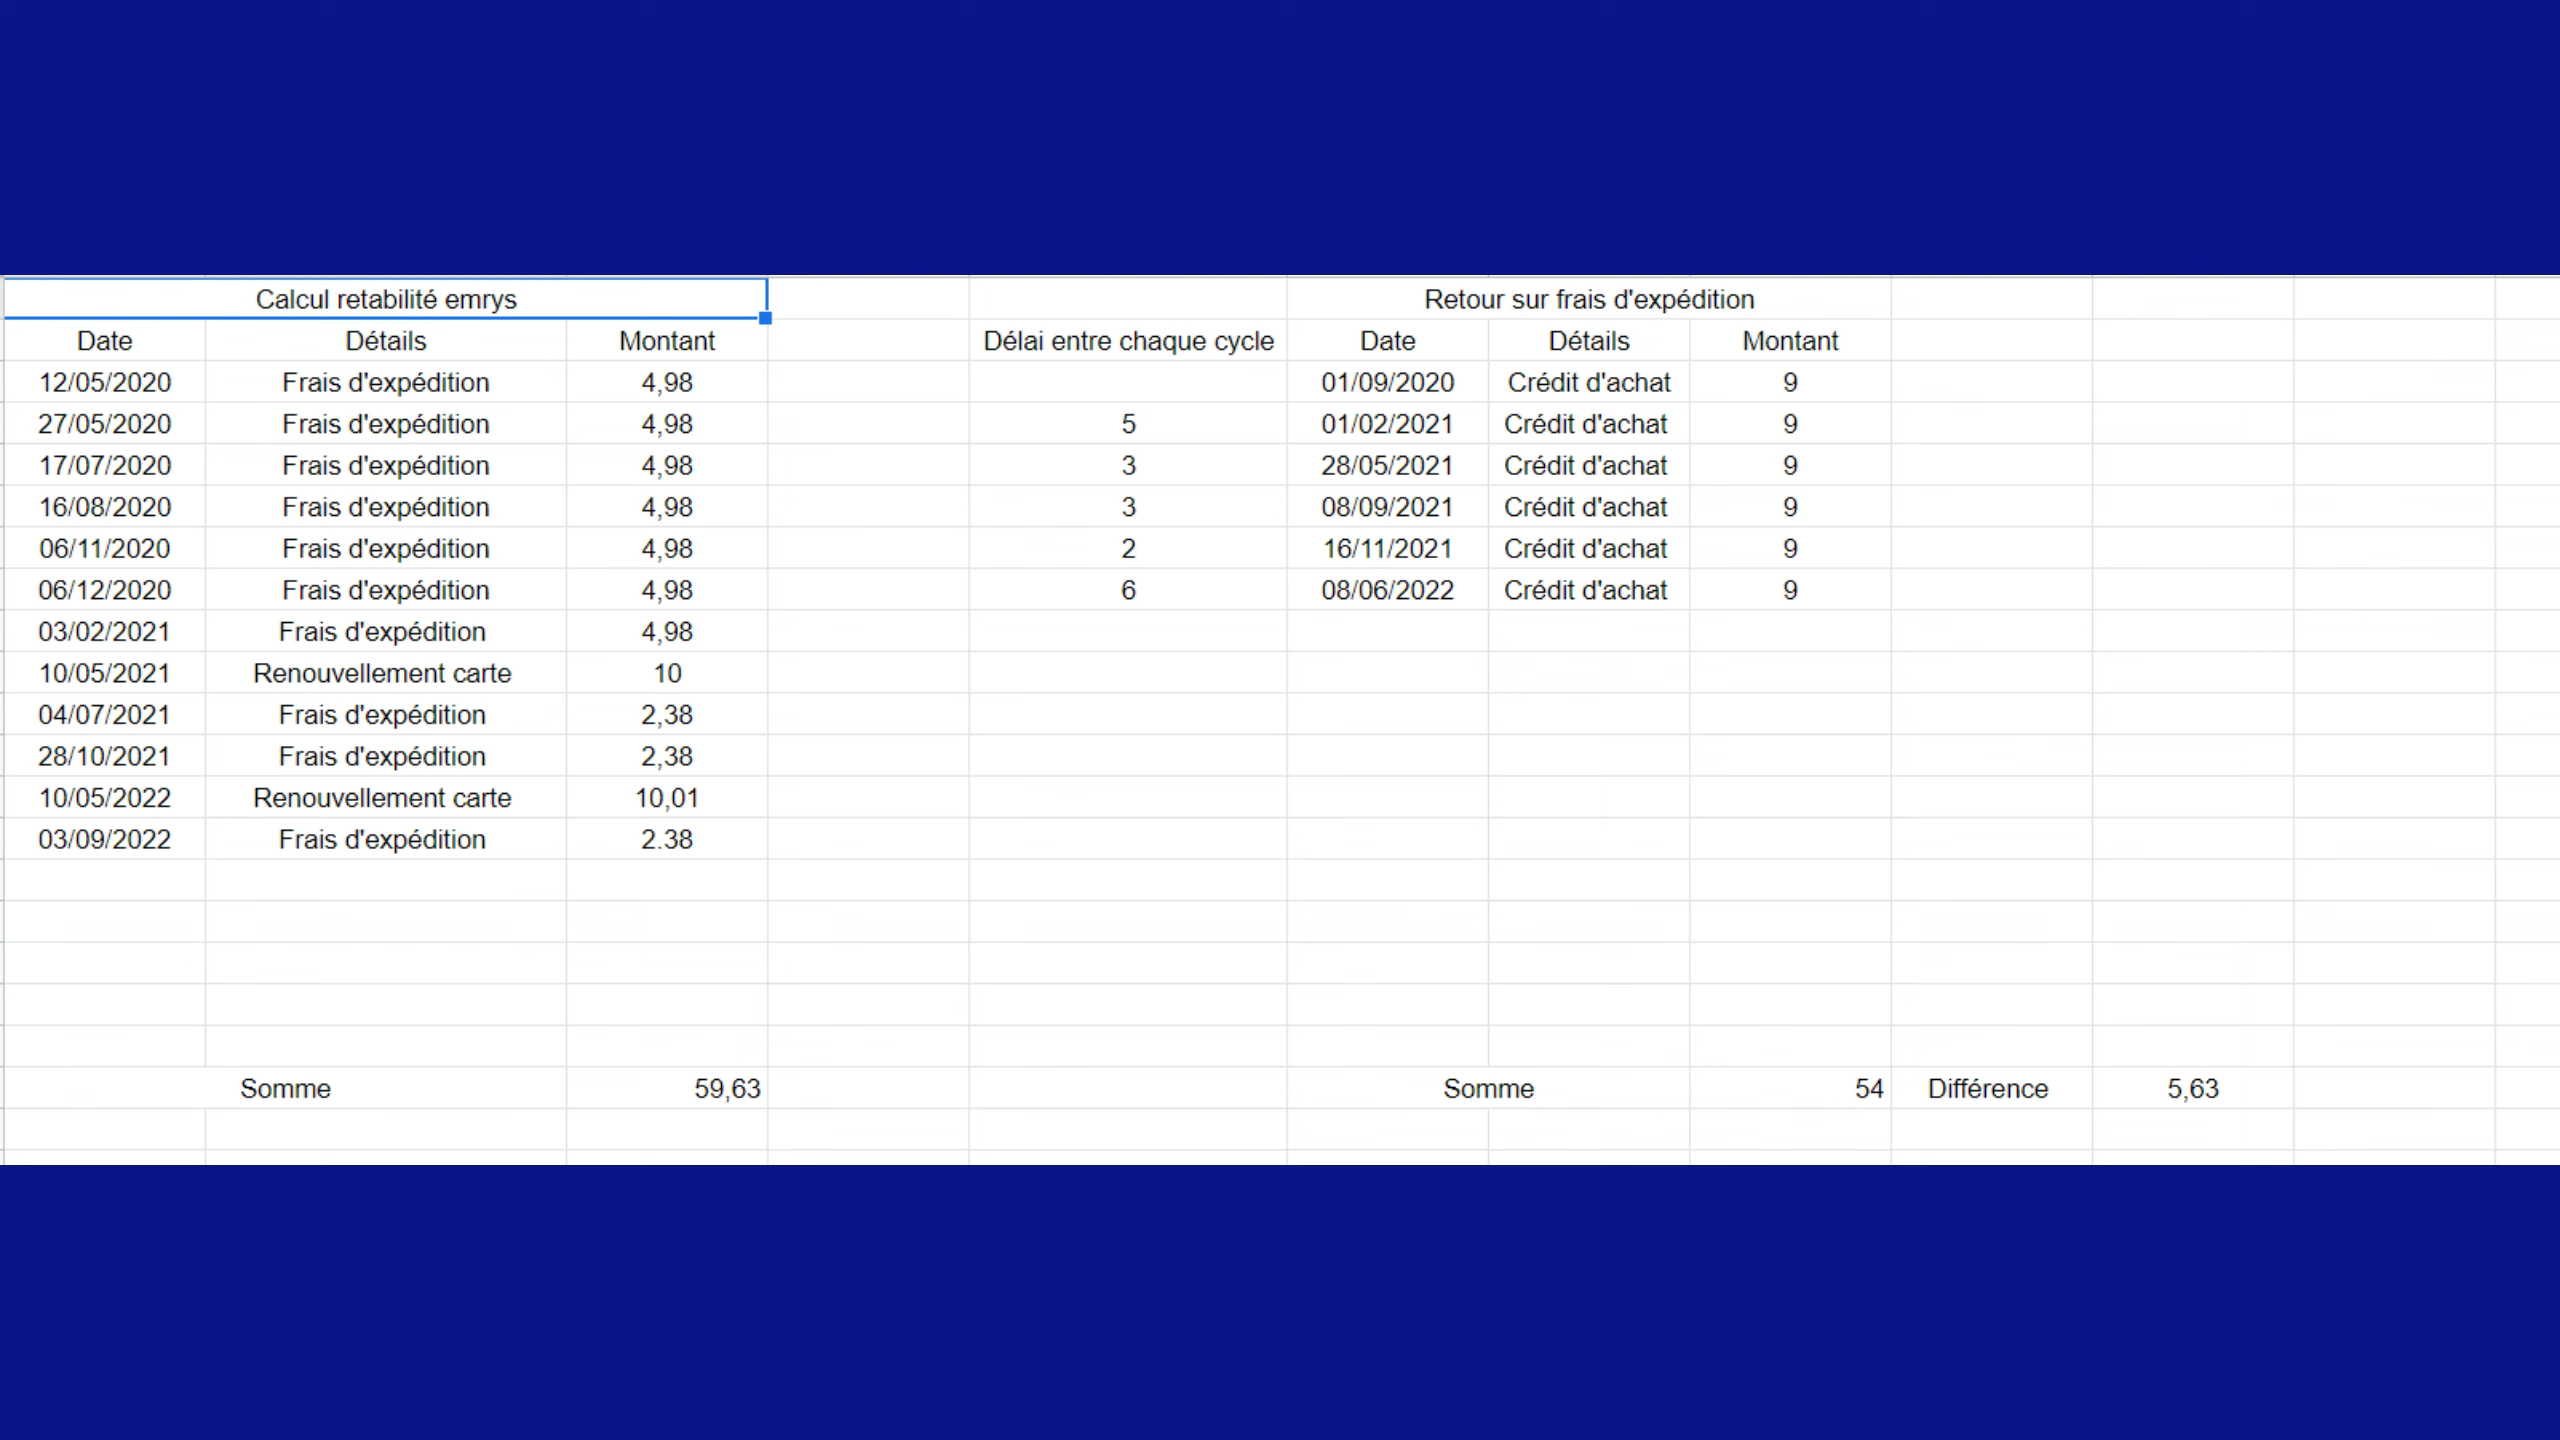 Calcul retabilité emrys Retour sur frais d'expédition
Date Détails Montant Délai entre chaque cycle Date Détails Montant
12/05/2020 Frais d'expédition 4,98 01/09/2020 Crédit d'achat 9
27/05/2020 Frais d'expédition 4,98 5 01/02/2021 Crédit d'achat 9
17/07/2020 Frais d'expédition 4,98 3 28/05/2021 Crédit d'achat 9
16/08/2020 Frais d'expédition 4,98 3 08/09/2021 Crédit d'achat 9
06/11/2020 Frais d'expédition 4,98 2 16/11/2021 Crédit d'achat 9
06/12/2020 Frais d'expédition 4,98 6 08/06/2022 Crédit d'achat 9
03/02/2021 Frais d'expédition 4,98
10/05/2021 Renouvellement carte 10
04/07/2021 Frais d'expédition 2,38
28/10/2021 Frais d'expédition 2,38
10/05/2022 Renouvellement carte 10,01
03/09/2022 Frais d'expédition 2.38
Somme 59,63 Somme 54 Différence 5,63